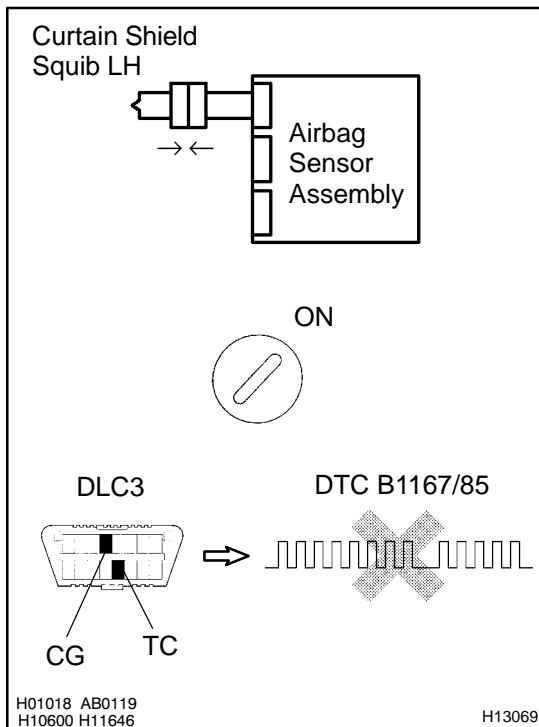 Curtain Shield
Squib LH
Airbag
Sensor
Assembly
ON
DLC3
DTC B1167/85
CG
TC
H01018 AB0119
H10600 H11646
H13069